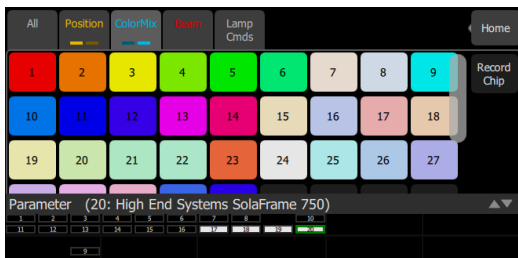 All Position ColorMix Beam Lamp Cmds Home
Record Chip
1 2 3 4 5 6 7 8 9
10 11 12 13 14 15 16 17 18
19 20 21 22 23 24 25 26 27
Parameter (20: High End Systems SolaFrame 750)
1 2 3 4 5 6 7 8 10
11 12 13 14 15 16 17 18 19 20
9